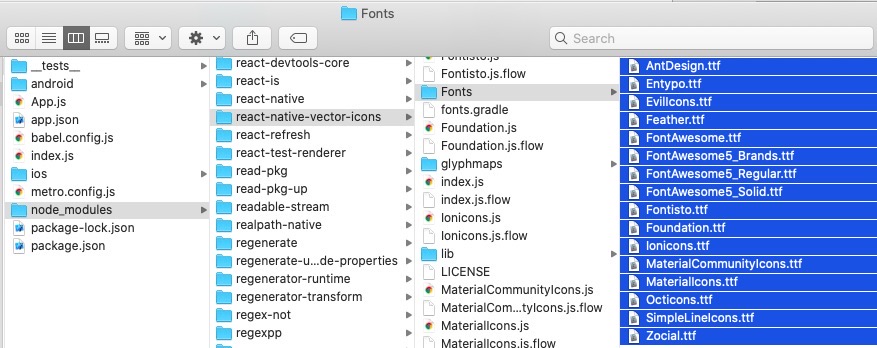 Fonts
Search
__tests__
android
App.js
app.json
babel.config.js
index.js
ios
metro.config.js
node_modules
package-lock.json
package.json
react-devtools-core
react-is
react-native
react-native-vector-icons
react-refresh
react-test-renderer
read-pkg
read-pkg-up
readable-stream
realpath-native
regenerate
regenerate-u...de-properties
regenerator-runtime
regenerator-transform
regex-not
regexpp
Fontisto.js
Fontisto.js.flow
Fonts
fonts.gradle
Foundation.js
Foundation.js.flow
glyphmaps
index.js
index.js.flow
Ionicons.js
Ionicons.js.flow
lib
LICENSE
MaterialCommunityIcons.js
MaterialCom...tyIcons.js.flow
MaterialIcons.js
MaterialIcons.js.flow
AntDesign.ttf
Entypo.ttf
EvilIcons.ttf
Feather.ttf
FontAwesome.ttf
FontAwesome5_Brands.ttf
FontAwesome5_Regular.ttf
FontAwesome5_Solid.ttf
Fontisto.ttf
Foundation.ttf
Ionicons.ttf
MaterialCommunityIcons.ttf
MaterialIcons.ttf
Octicons.ttf
SimpleLineIcons.ttf
Zocial.ttf